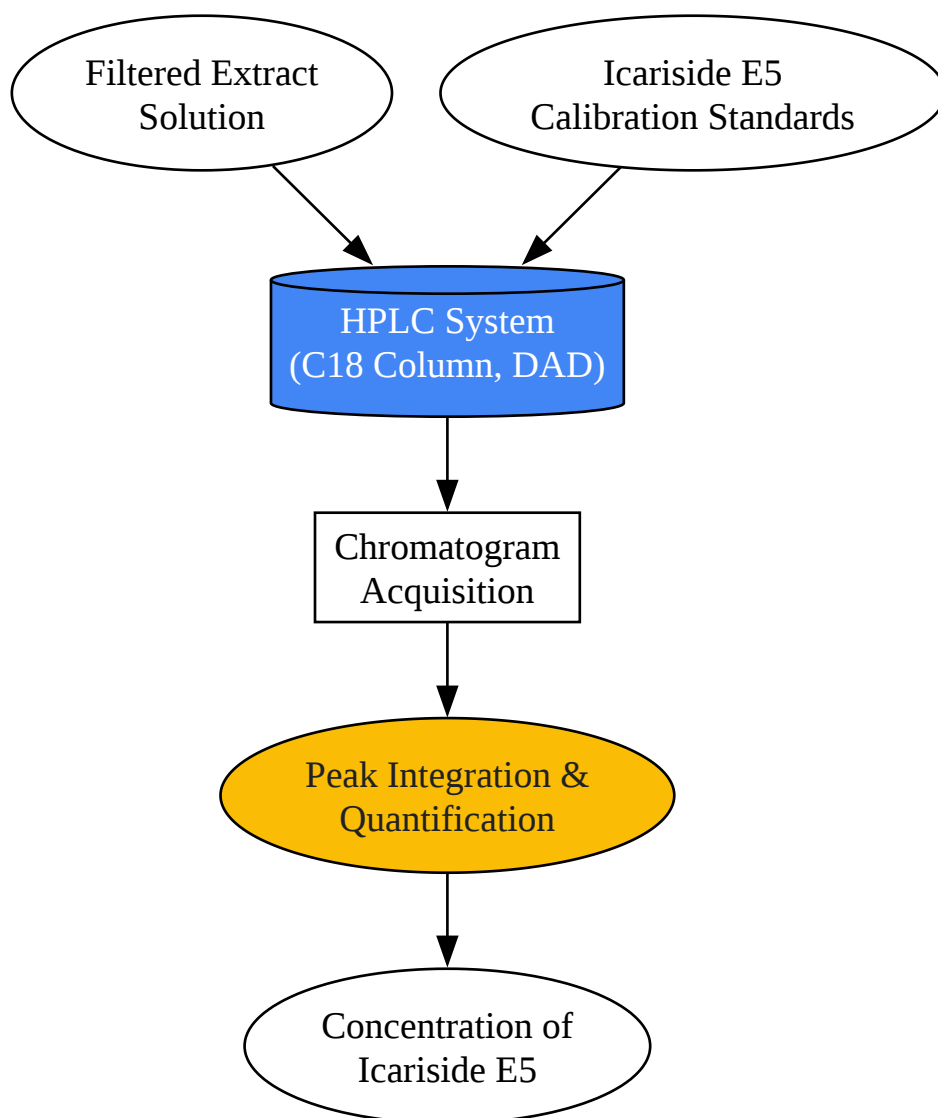 Filtered Extract
Solution
Icariside E5
Calibration Standards
HPLC System
(C18 Column, DAD)
Chromatogram
Acquisition
Peak Integration &
Quantification
Concentration of
Icariside E5